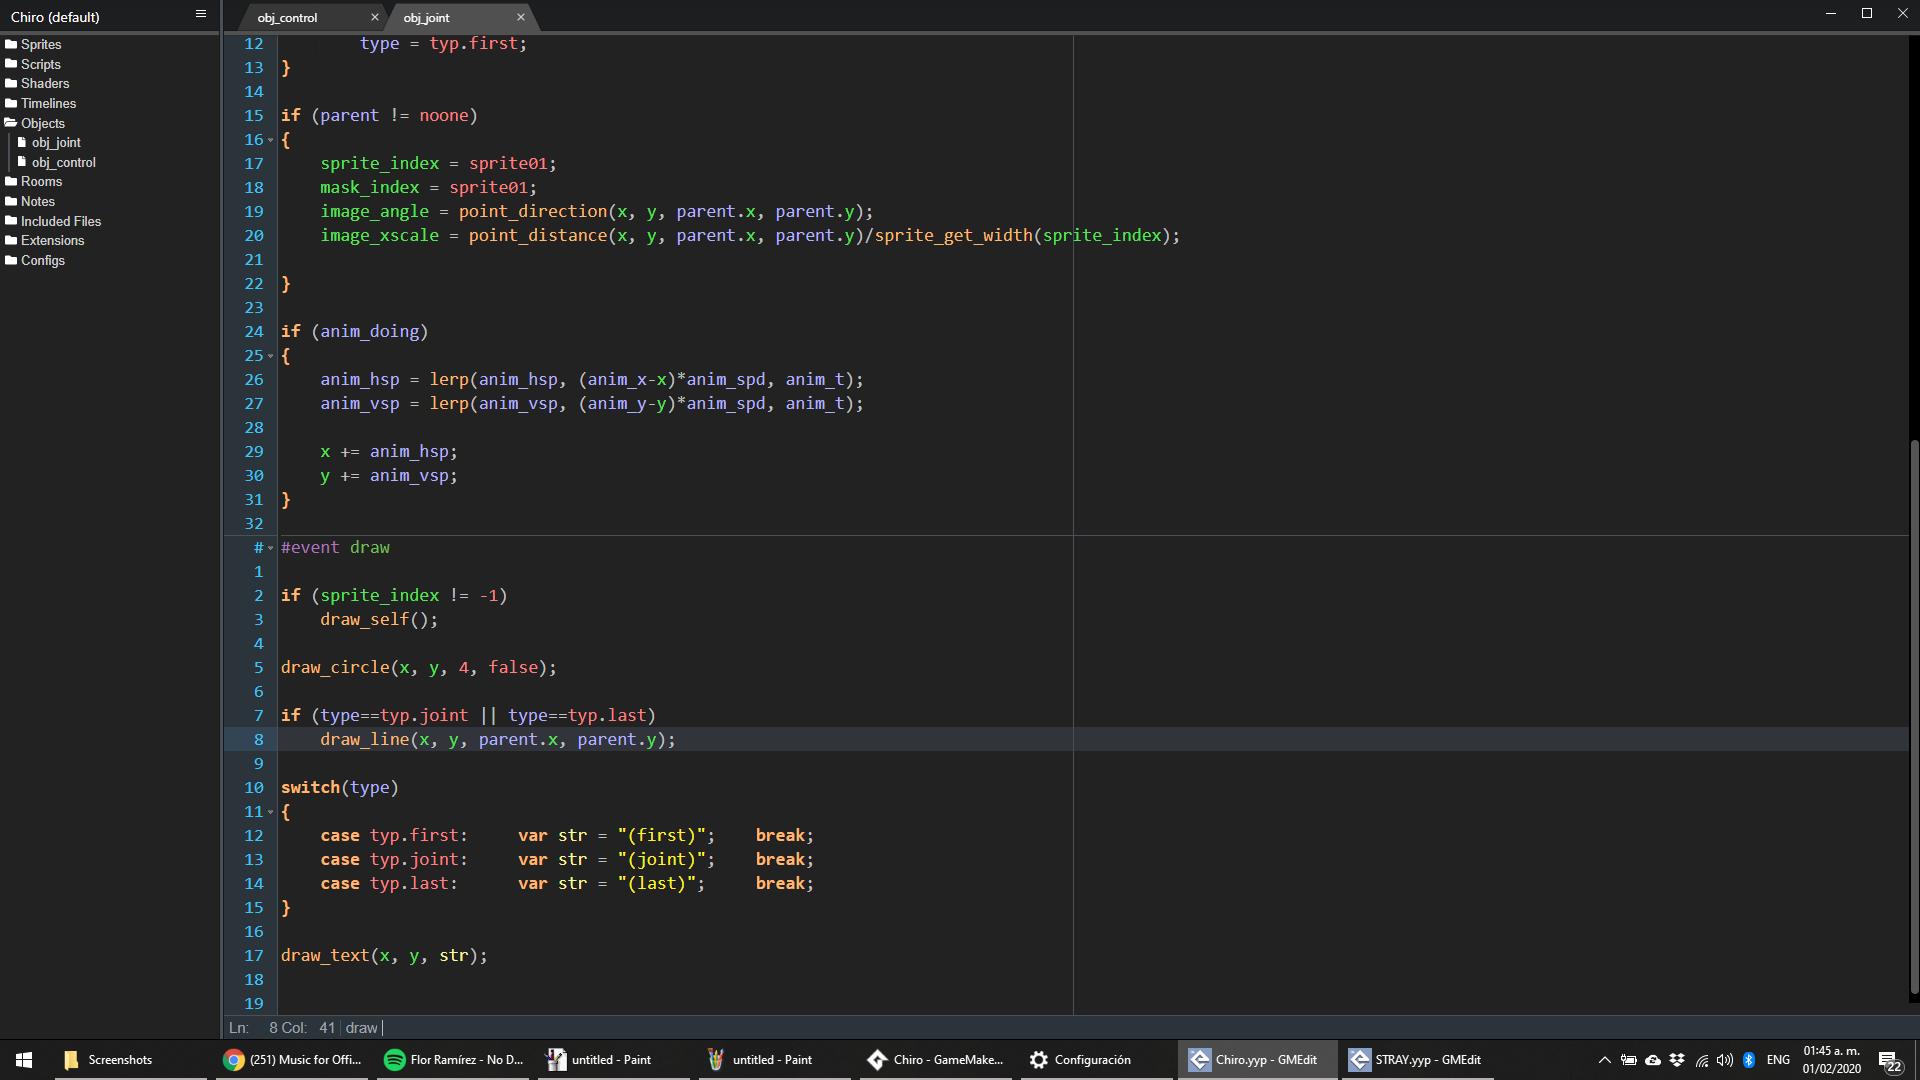 Chiro (default)
obj_control
obj_joint
Sprites
Scripts
Shaders
Timelines
Objects
obj_joint
obj_control
Rooms
Notes
Included Files
Extensions
Configs
12 type = typ.first;
13 }
14
15 if (parent != noone)
16 {
17 sprite_index = sprite01;
18 mask_index = sprite01;
19 image_angle = point_direction(x, y, parent.x, parent.y);
20 image_xscale = point_distance(x, y, parent.x, parent.y)/sprite_get_width(sprite_index);
21
22 }
23
24 if (anim_doing)
25 {
26 anim_hsp = lerp(anim_hsp, (anim_x-x)*anim_spd, anim_t);
27 anim_vsp = lerp(anim_vsp, (anim_y-y)*anim_spd, anim_t);
28
29 x += anim_hsp;
30 y += anim_vsp;
31 }
32
# #event draw
1
2 if (sprite_index != -1)
3 draw_self();
4
5 draw_circle(x, y, 4, false);
6
7 if (type==typ.joint || type==typ.last)
8 draw_line(x, y, parent.x, parent.y);
9
10 switch(type)
11 {
12 case typ.first: var str = "(first)"; break;
13 case typ.joint: var str = "(joint)"; break;
14 case typ.last: var str = "(last)"; break;
15 }
16
17 draw_text(x, y, str);
18
19
Ln: 8 Col: 41 draw
Screenshots
(251) Music for Offi...
Flor Ramírez - No D...
untitled - Paint
untitled - Paint
Chiro - GameMake...
Configuración
Chiro.yyp - GMEdit
STRAY.yyp - GMEdit
ENG
01:45 a. m.
01/02/2020
22